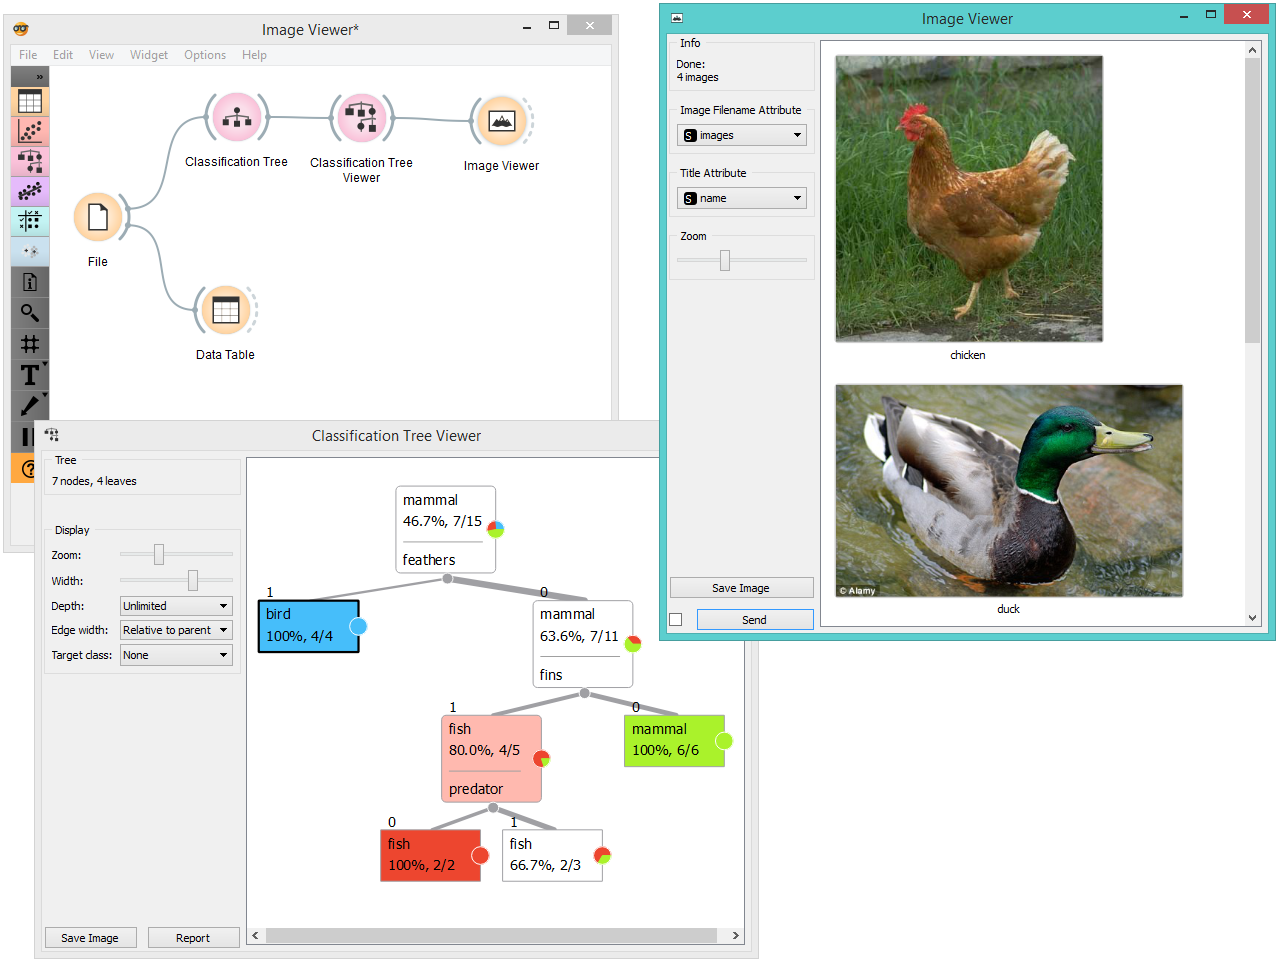 Image Viewer*
File Edit View Widget Options Help
»
Classification Tree
Classification Tree
Viewer
Image Viewer
File
Data Table
T
?
Classification Tree Viewer
Tree
7 nodes, 4 leaves
Display
Zoom:
Width:
Depth: Unlimited
Edge width: Relative to parent
Target class: None
Save Image Report
mammal
46.7%, 7/15
feathers
1
bird
100%, 4/4
0
mammal
63.6%, 7/11
fins
1
fish
80.0%, 4/5
predator
0
mammal
100%, 6/6
0
fish
100%, 2/2
1
fish
66.7%, 2/3
Image Viewer
Info
Done:
4 images
Image Filename Attribute
S images
Title Attribute
S name
Zoom
Save Image
Send
chicken
© Alamy
duck